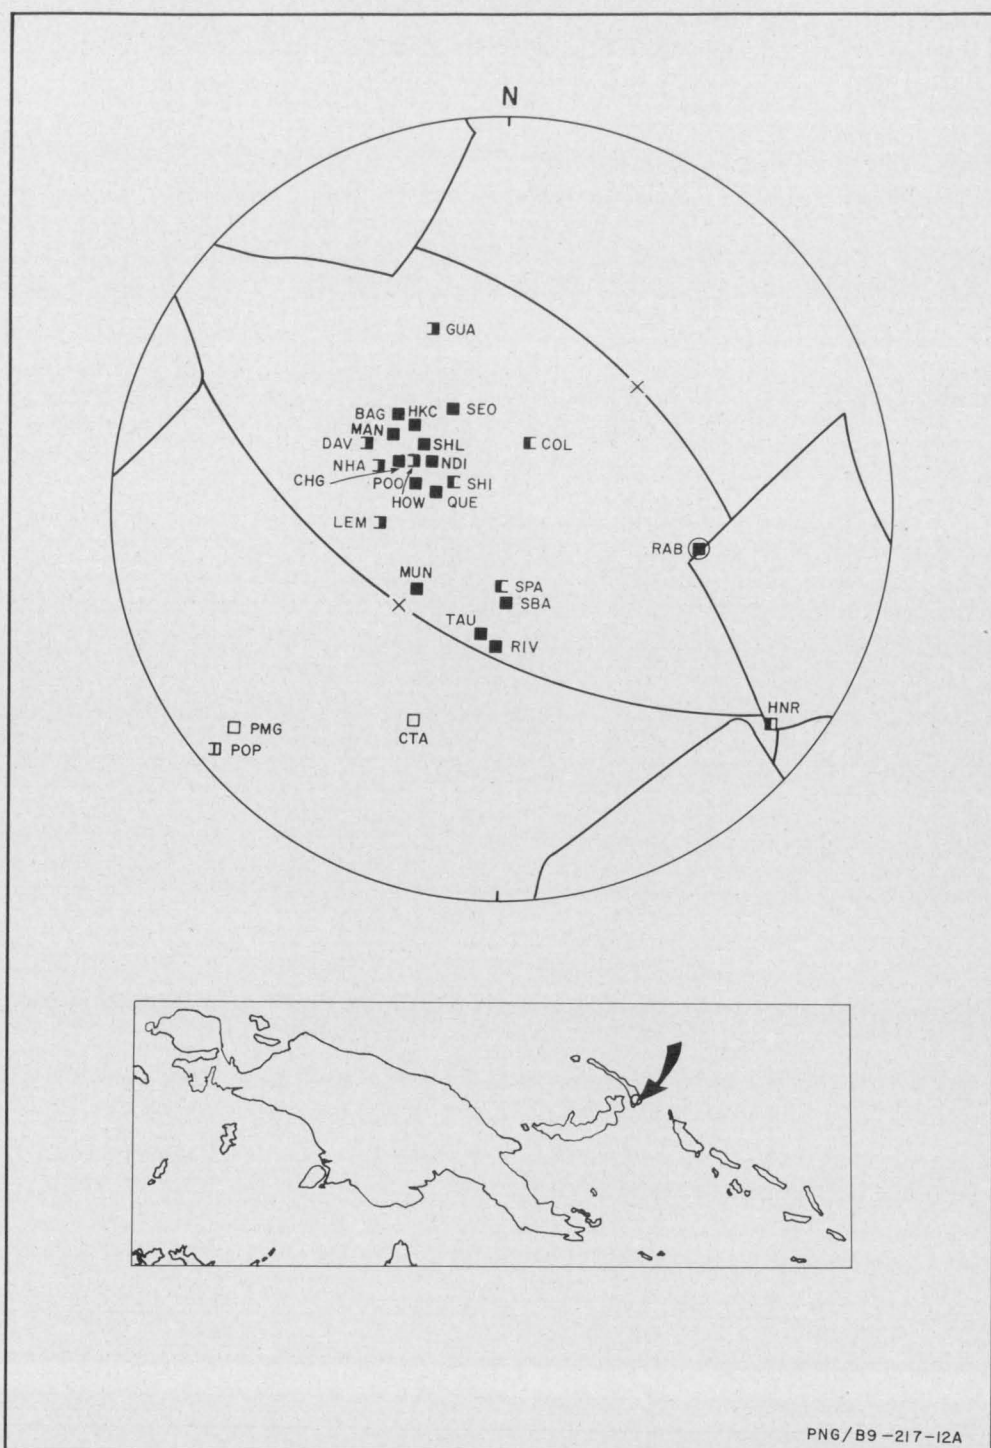 N
GUA
BAG HKC SEO
MAN
DAV SHL COL
NHA NDI
CHG POO SHI
HOW QUE
LEM
RAB
MUN SPA
SBA
TAU
RIV
HNR
PMG
CTA
POP
PNG/B9-217-12A